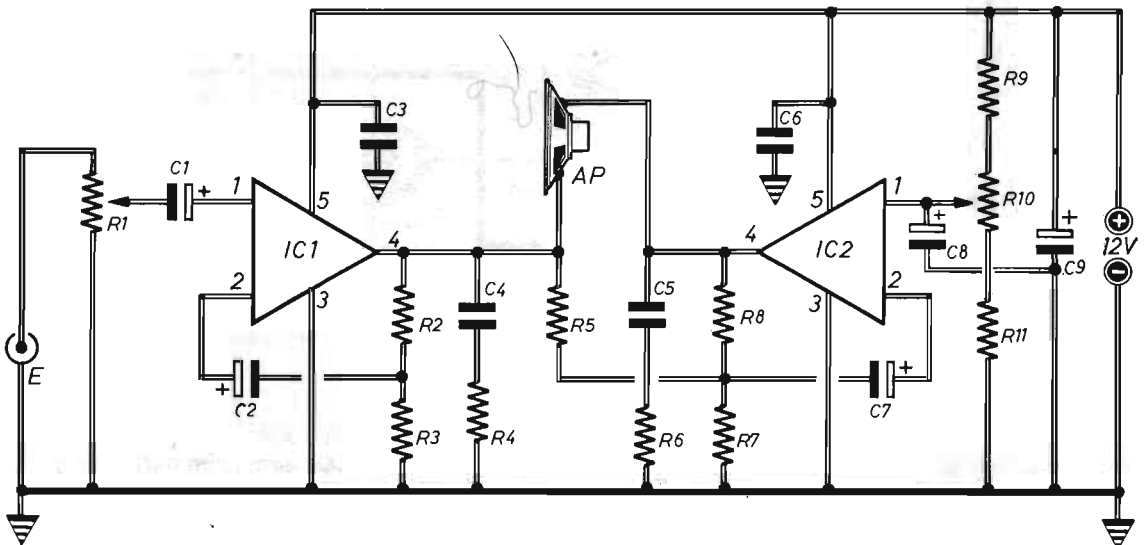 R1
C1
+
1
2
5
IC1
4
3
C3
E
+
C2
R2
R3
C4
R4
AP
R5
C5
R6
R8
R7
C6
5
IC2
4
3
1
2
+
C8
C7
+
R9
R10
R11
+
C9
+
12V
−